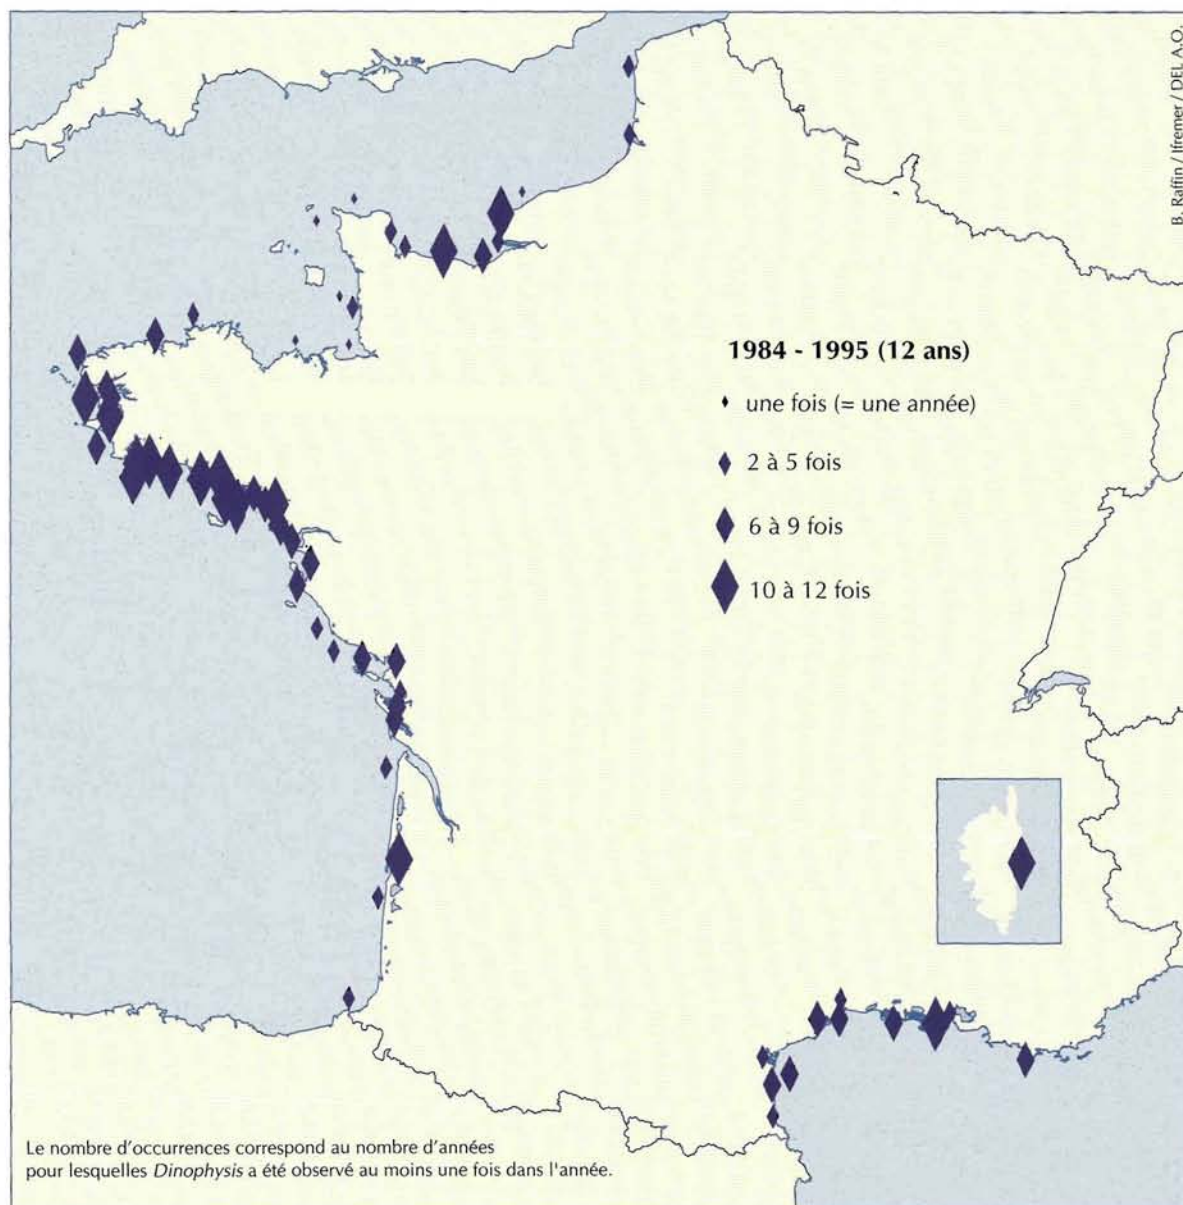 B. Raffin / Ifremer / DEL A.O.
1984 - 1995 (12 ans)
une fois (= une année)
2 à 5 fois
6 à 9 fois
10 à 12 fois
Le nombre d'occurrences correspond au nombre d'années
pour lesquelles Dinophysis a été observé au moins une fois dans l'année.